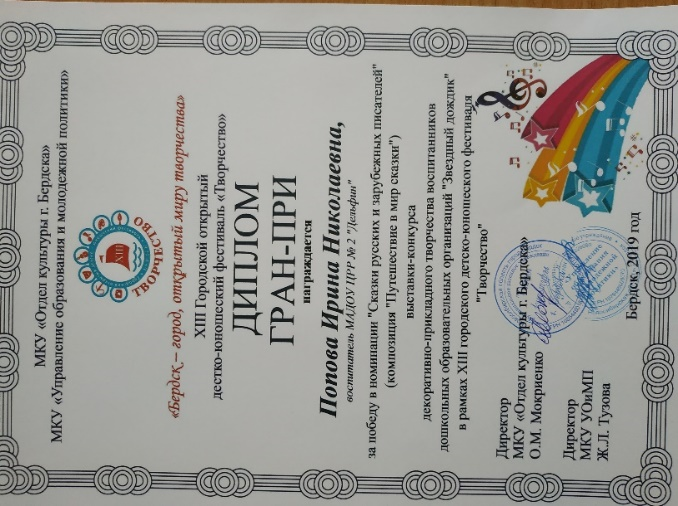 МКУ «Отдел культуры г. Бердска»
МКУ «Управление образования и молодежной политики»
XIII
ТВОРЧЕСТВО
«Бердск – город, открытый миру творчества»
XIII Городской открытый
дестко-юношеский фестиваль «Творчество»
ДИПЛОМ
ГРАН-ПРИ
награждается
Попова Ирина Николаевна,
воспитатель МАДОУ ЦРР № 2 "Дельфин"
за победу в номинации "Сказки русских и зарубежных писателей"
(композиция "Путешествие в мир сказки")
выставки-конкурса
декоративно-прикладного творчества воспитанников
дошкольных образовательных организаций "Звездный дождик"
в рамках XIII городского детско-юношеского фестиваля
"Творчество"
Директор
МКУ «Отдел культуры г. Бердска»
О.М. Мокриенко
Директор
МКУ УОиМП
Ж.Л. Тузова
Бердск, 2019 год